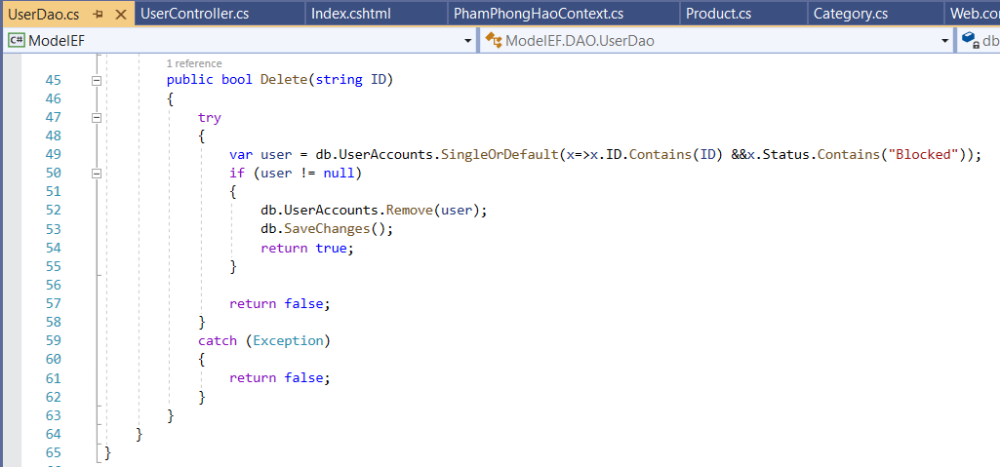 UserDao.cs UserController.cs Index.cshtml PhamPhongHaoContext.cs Product.cs Category.cs Web.co
C# ModelEF ModelEF.DAO.UserDao db
1 reference
45 public bool Delete(string ID)
46 {
47 try
48 {
49 var user = db.UserAccounts.SingleOrDefault(x=>x.ID.Contains(ID) &&x.Status.Contains("Blocked"));
50 if (user != null)
51 {
52 db.UserAccounts.Remove(user);
53 db.SaveChanges();
54 return true;
55 }
56
57 return false;
58 }
59 catch (Exception)
60 {
61 return false;
62 }
63 }
64 }
65 }